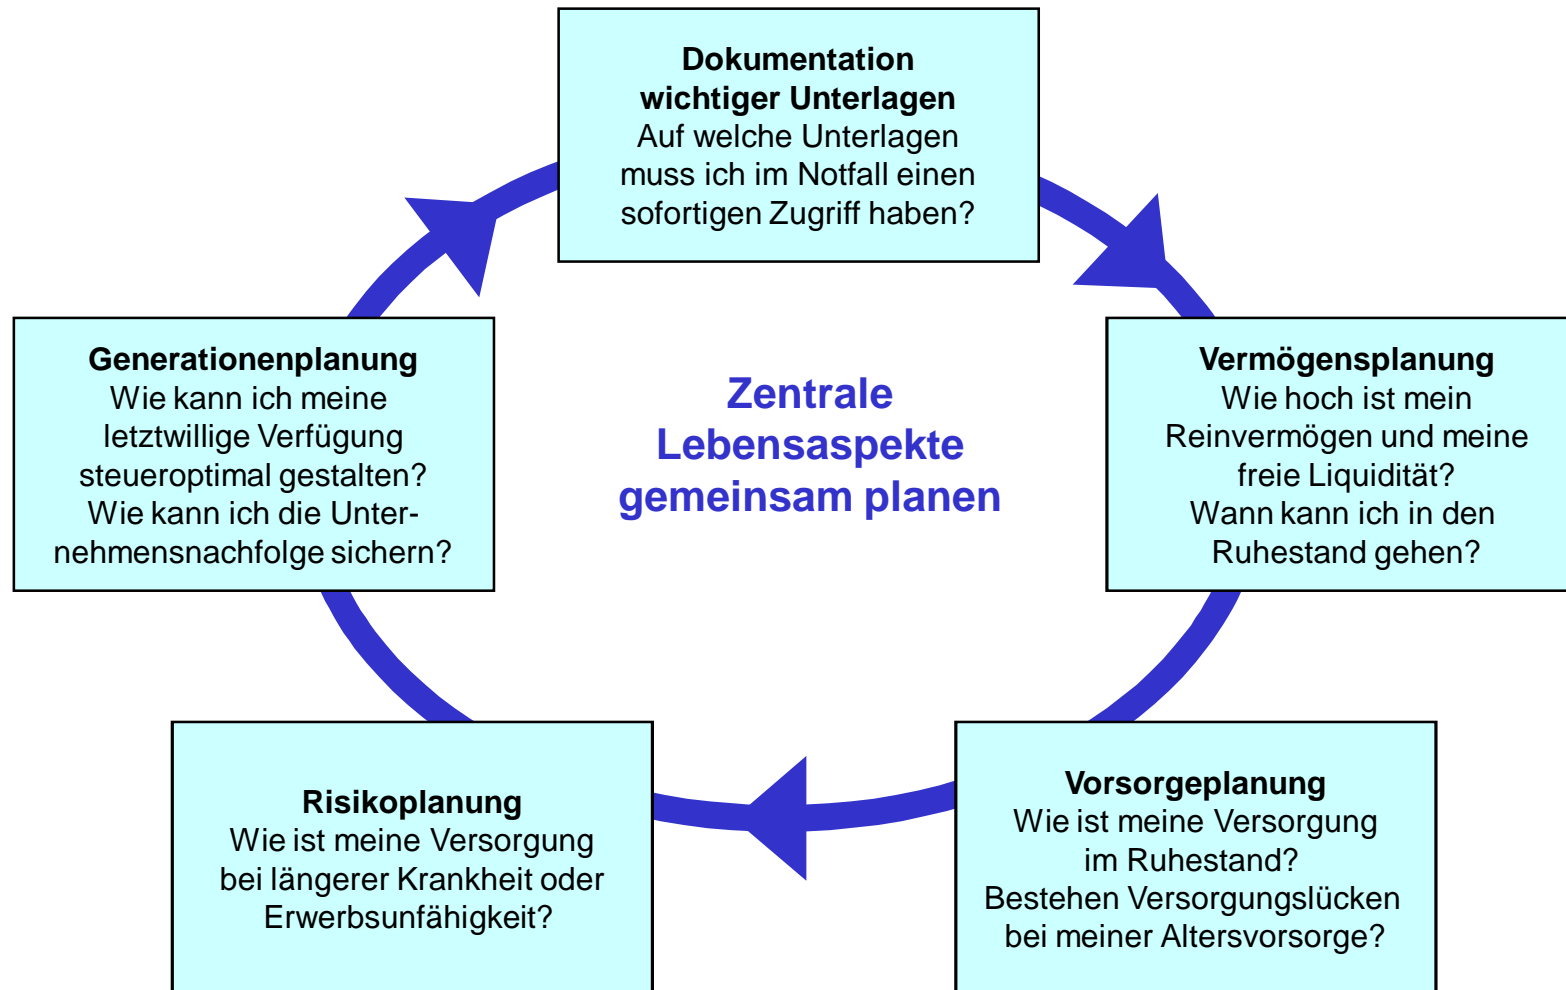 Dokumentation
wichtiger Unterlagen
Auf welche Unterlagen
muss ich im Notfall einen
sofortigen Zugriff haben?
Generationenplanung
Wie kann ich meine
letztwillige Verfügung
steueroptimal gestalten?
Wie kann ich die Unter-
nehmensnachfolge sichern?
Zentrale
Lebensaspekte
gemeinsam planen
Vermögensplanung
Wie hoch ist mein
Reinvermögen und meine
freie Liquidität?
Wann kann ich in den
Ruhestand gehen?
Risikoplanung
Wie ist meine Versorgung
bei längerer Krankheit oder
Erwerbsunfähigkeit?
Vorsorgeplanung
Wie ist meine Versorgung
im Ruhestand?
Bestehen Versorgungslücken
bei meiner Altersvorsorge?